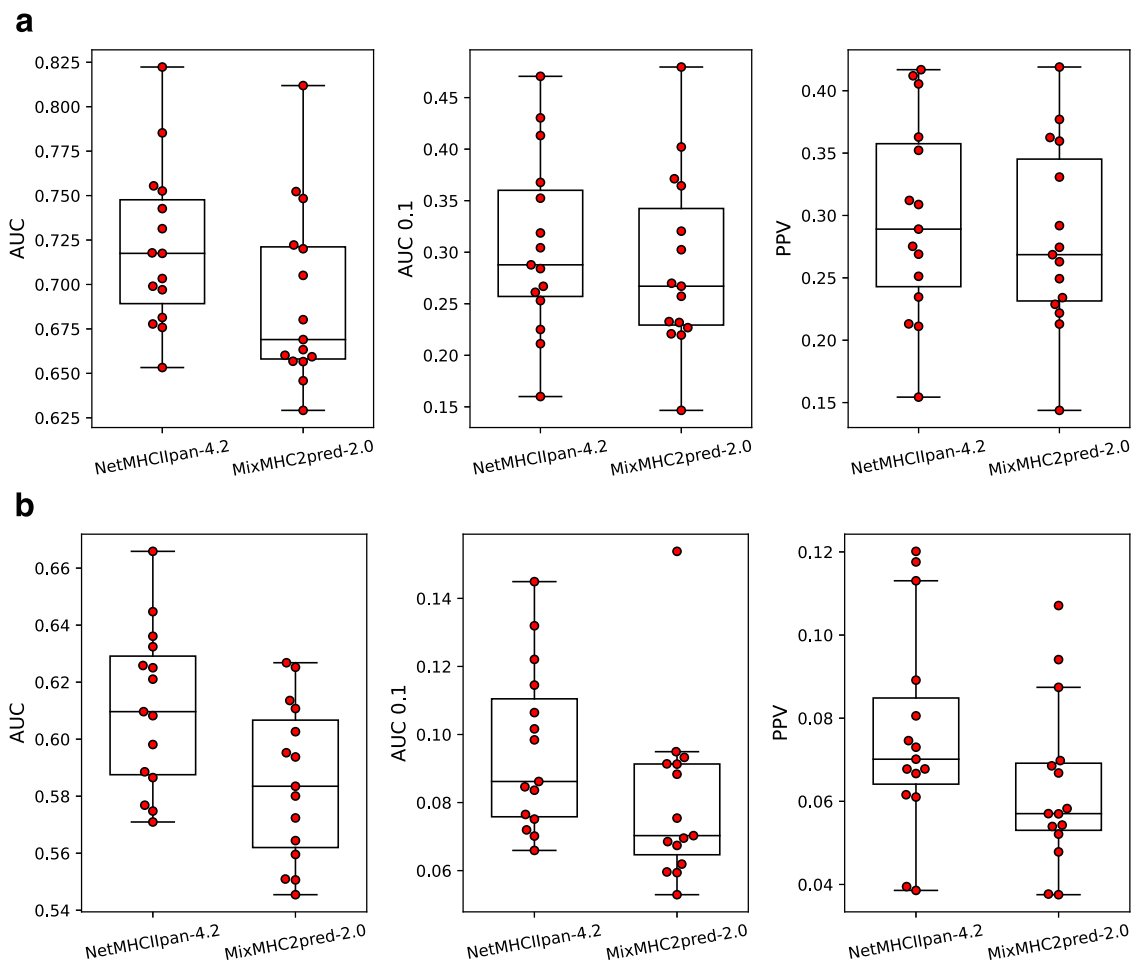 a
AUC
0.825
0.800
0.775
0.750
0.725
0.700
0.675
0.650
0.625
NetMHCIIpan-4.2
MixMHC2pred-2.0
AUC 0.1
0.45
0.40
0.35
0.30
0.25
0.20
0.15
NetMHCIIpan-4.2
MixMHC2pred-2.0
PPV
0.40
0.35
0.30
0.25
0.20
0.15
NetMHCIIpan-4.2
MixMHC2pred-2.0
b
AUC
0.66
0.64
0.62
0.60
0.58
0.56
0.54
NetMHCIIpan-4.2
MixMHC2pred-2.0
AUC 0.1
0.14
0.12
0.10
0.08
0.06
NetMHCIIpan-4.2
MixMHC2pred-2.0
PPV
0.12
0.10
0.08
0.06
0.04
NetMHCIIpan-4.2
MixMHC2pred-2.0